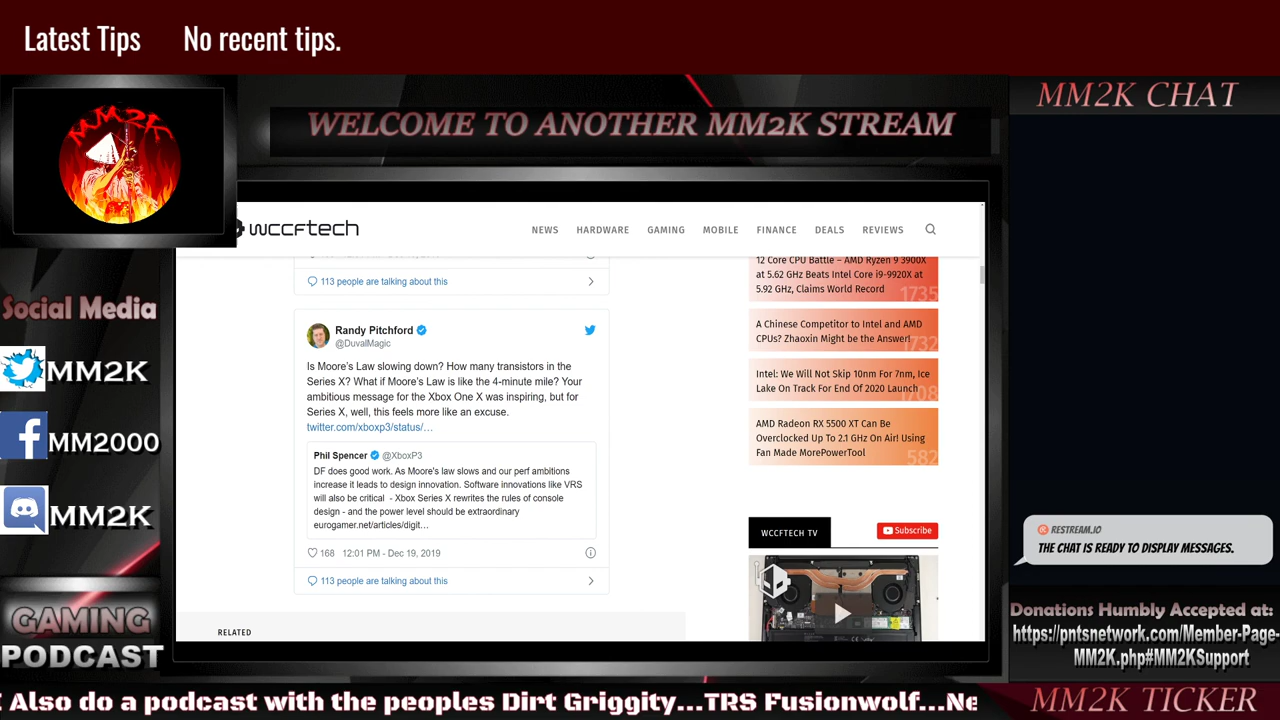 Latest Tips No recent tips.
MM2K CHAT
WELCOME TO ANOTHER MM2K STREAM
MM2K
wccftech
NEWS HARDWARE GAMING MOBILE FINANCE DEALS REVIEWS
113 people are talking about this
Randy Pitchford
@DuvalMagic
Is Moore's Law slowing down? How many transistors in the
Series X? What if Moore's Law is like the 4-minute mile? Your
ambitious message for the Xbox One X was inspiring, but for
Series X, well, this feels more like an excuse.
twitter.com/xboxp3/status/…
Phil Spencer @XboxP3
DF does good work. As Moore's law slows and our perf ambitions
increase it leads to design innovation. Software innovations like VRS
will also be critical - Xbox Series X rewrites the rules of console
design - and the power level should be extraordinary
eurogamer.net/articles/digit…
168 12:01 PM - Dec 19, 2019
113 people are talking about this
RELATED
12 Core CPU Battle – AMD Ryzen 9 3900X
at 5.62 GHz Beats Intel Core i9-9920X at
5.92 GHz, Claims World Record
1735
A Chinese Competitor to Intel and AMD
CPUs? Zhaoxin Might be the Answer!
1732
Intel: We Will Not Skip 10nm For 7nm, Ice
Lake On Track For End Of 2020 Launch
1708
AMD Radeon RX 5500 XT Can Be
Overclocked Up To 2.1 GHz On Air! Using
Fan Made MorePowerTool
582
WCCFTECH TV
Subscribe
Social Media
MM2K
MM2000
MM2K
GAMING
PODCAST
RESTREAM.IO
THE CHAT IS READY TO DISPLAY MESSAGES.
Donations Humbly Accepted at:
https://pntsnetwork.com/Member-Page-
MM2K.php#MM2KSupport
Also do a podcast with the peoples Dirt Griggity...TRS Fusionwolf...Ne
MM2K TICKER